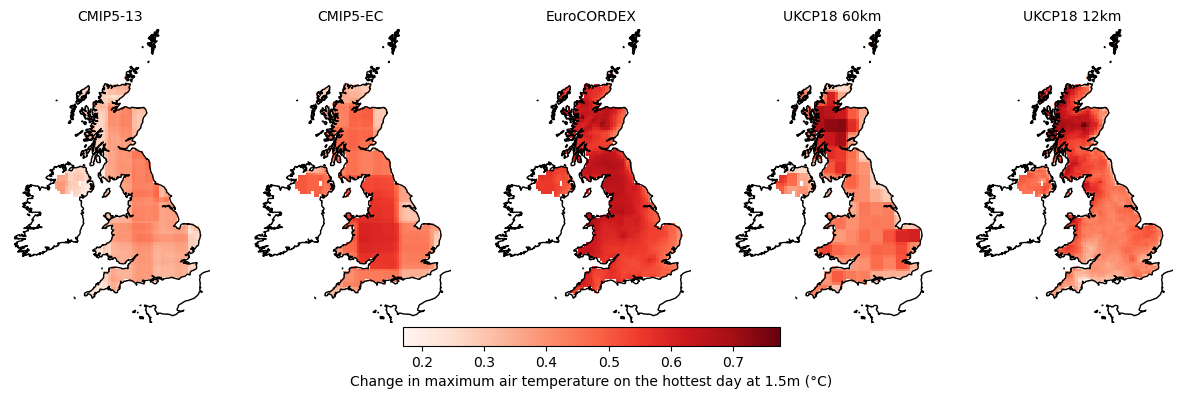 CMIP5-13
CMIP5-EC
EuroCORDEX
UKCP18 60km
UKCP18 12km
0.2 0.3 0.4 0.5 0.6 0.7
Change in maximum air temperature on the hottest day at 1.5m (°C)